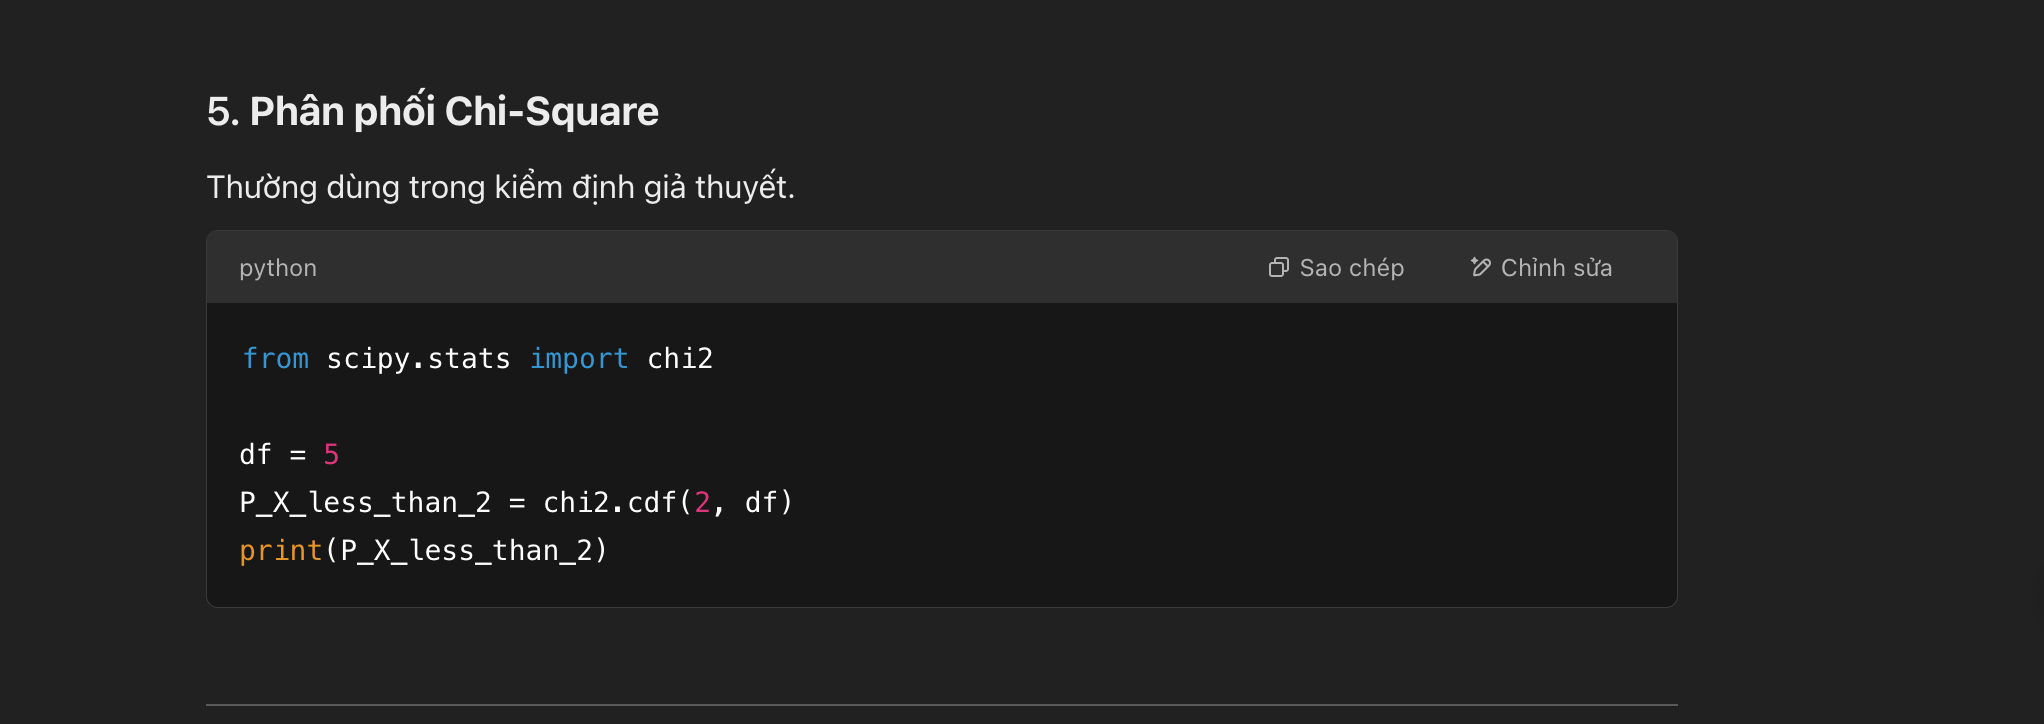 5. Phân phối Chi-Square
Thường dùng trong kiểm định giả thuyết.
python
Sao chép
Chỉnh sửa
from scipy.stats import chi2
df = 5
P_X_less_than_2 = chi2.cdf(2, df)
print(P_X_less_than_2)